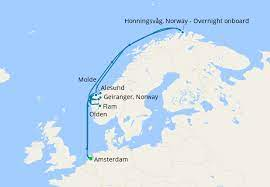 Honningsvåg, Norway - Overnight onboard
Molde
Alesund
Geiranger, Norway
Flam
Olden
Amsterdam